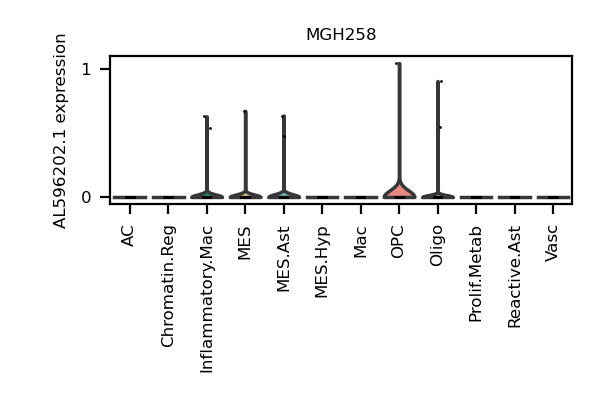 MGH258
AL596202.1 expression
1
0
AC
Chromatin.Reg
Inflammatory.Mac
MES
MES.Ast
MES.Hyp
Mac
OPC
Oligo
Prolif.Metab
Reactive.Ast
Vasc